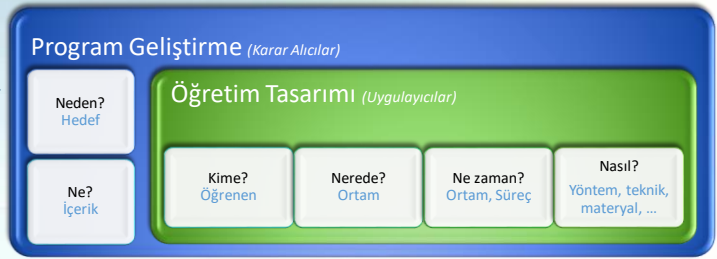 Program Geliştirme (Karar Alıcılar)
Neden?
Hedef
Ne?
İçerik
Öğretim Tasarımı (Uygulayıcılar)
Kime?
Öğrenen
Nerede?
Ortam
Ne zaman?
Ortam, Süreç
Nasıl?
Yöntem, teknik,
materyal, ...